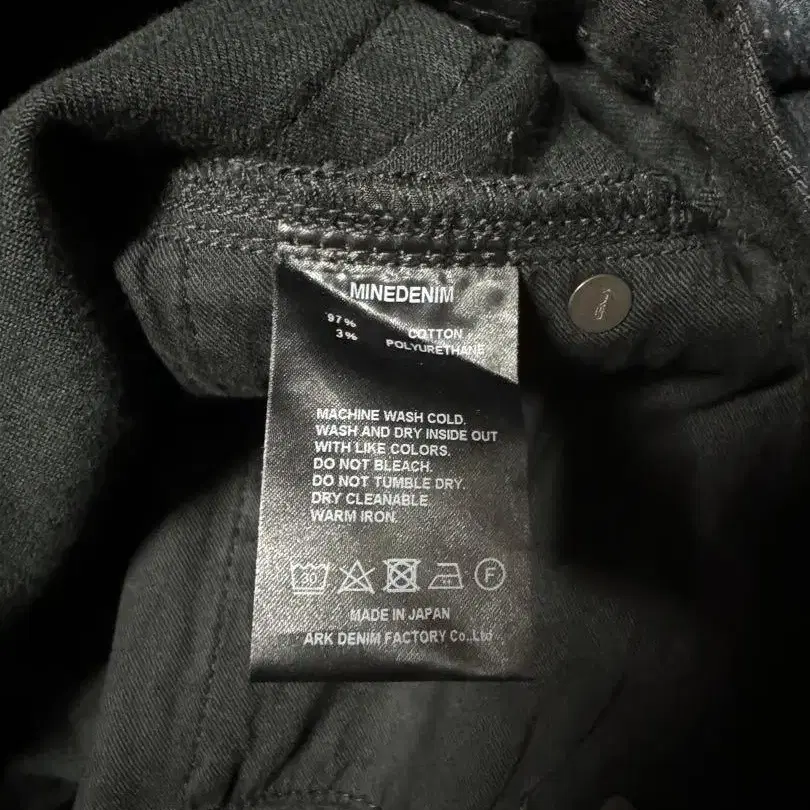 MINEDENIM
97% COTTON
3% POLYURETHANE
MACHINE WASH COLD.
WASH AND DRY INSIDE OUT
WITH LIKE COLORS.
DO NOT BLEACH.
DO NOT TUMBLE DRY.
DRY CLEANABLE
WARM IRON.
30 F
MADE IN JAPAN
ARK DENIM FACTORY Co.,Ltd